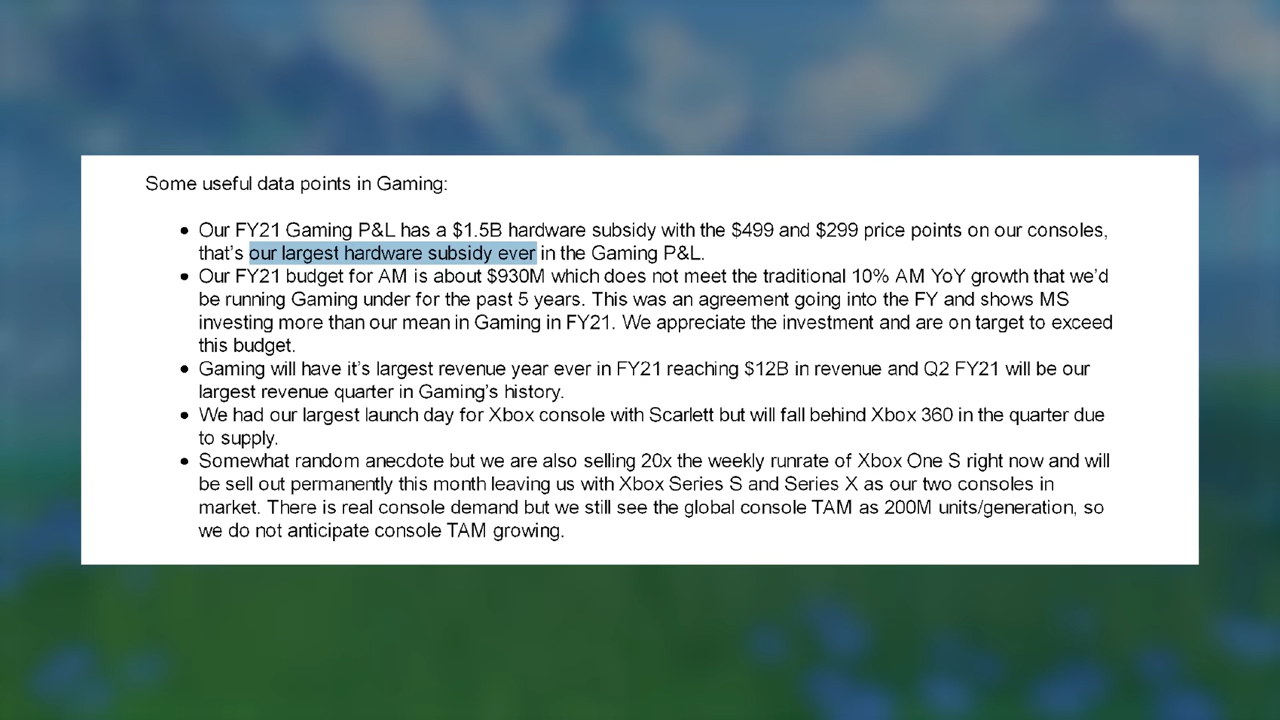 Some useful data points in Gaming:
• Our FY21 Gaming P&L has a $1.5B hardware subsidy with the $499 and $299 price points on our consoles,
that's our largest hardware subsidy ever in the Gaming P&L.
• Our FY21 budget for AM is about $930M which does not meet the traditional 10% AM YoY growth that we'd
be running Gaming under for the past 5 years. This was an agreement going into the FY and shows MS
investing more than our mean in Gaming in FY21. We appreciate the investment and are on target to exceed
this budget.
• Gaming will have it's largest revenue year ever in FY21 reaching $12B in revenue and Q2 FY21 will be our
largest revenue quarter in Gaming's history.
• We had our largest launch day for Xbox console with Scarlett but will fall behind Xbox 360 in the quarter due
to supply.
• Somewhat random anecdote but we are also selling 20x the weekly runrate of Xbox One S right now and will
be sell out permanently this month leaving us with Xbox Series S and Series X as our two consoles in
market. There is real console demand but we still see the global console TAM as 200M units/generation, so
we do not anticipate console TAM growing.